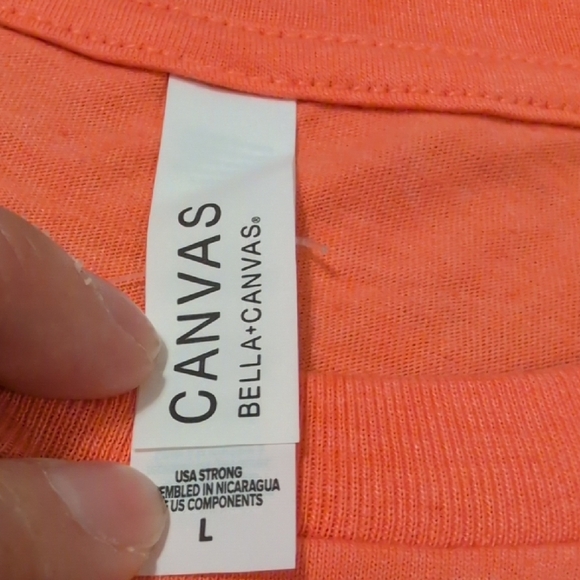 CANVAS
BELLA+CANVAS®
USA STRONG
EMBLED IN NICARAGUA
US COMPONENTS
L